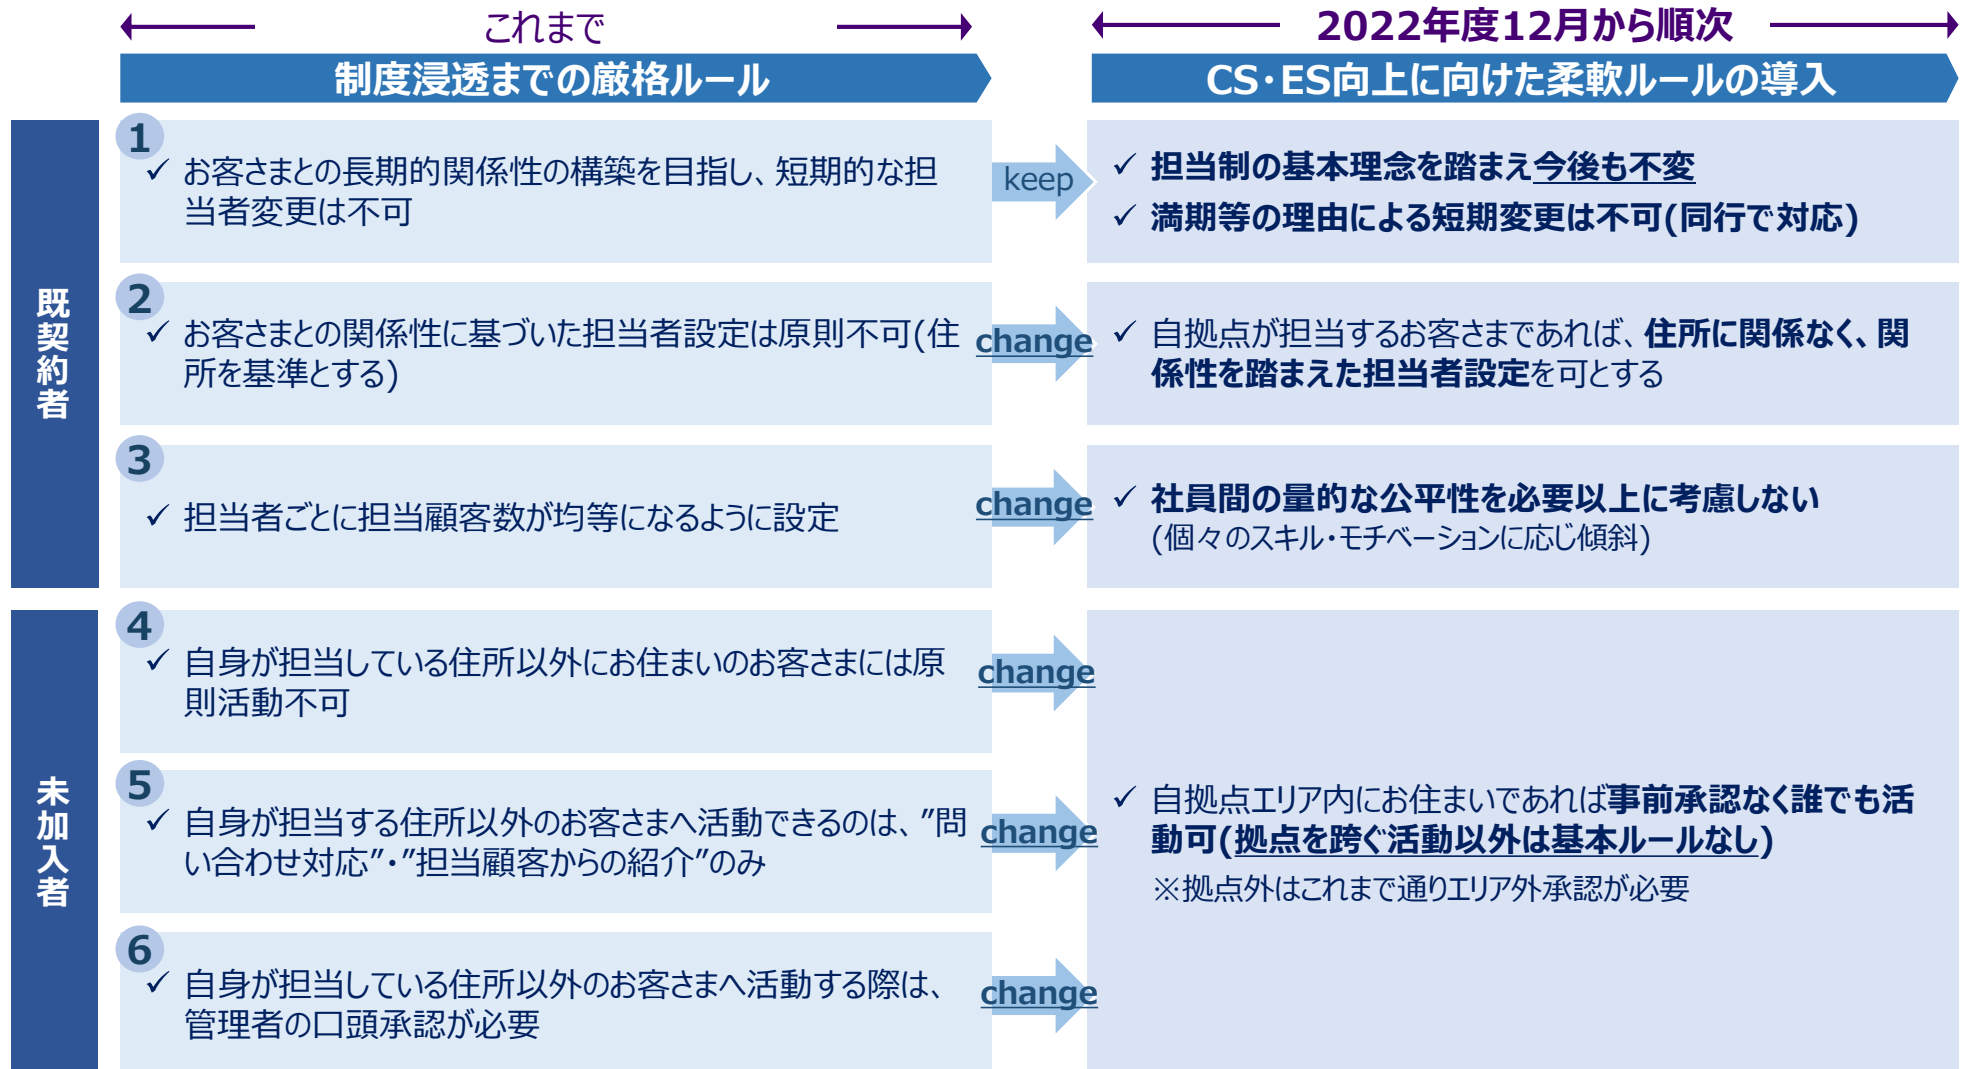 これまで
2022年度12月から順次
制度浸透までの厳格ルール
CS・ES向上に向けた柔軟ルールの導入
既契約者
1
✓ お客さまとの長期的関係性の構築を目指し、短期的な担
当者変更は不可
keep
✓ 担当制の基本理念を踏まえ今後も不変
✓ 満期等の理由による短期変更は不可(同行で対応)
2
✓ お客さまとの関係性に基づいた担当者設定は原則不可(住
所を基準とする)
change
✓ 自拠点が担当するお客さまであれば、住所に関係なく、関
係性を踏まえた担当者設定を可とする
3
✓ 担当者ごとに担当顧客数が均等になるように設定
change
✓ 社員間の量的な公平性を必要以上に考慮しない
(個々のスキル・モチベーションに応じ傾斜)
未加入者
4
✓ 自身が担当している住所以外にお住まいのお客さまには原
則活動不可
change
5
✓ 自身が担当する住所以外のお客さまへ活動できるのは、”問
い合わせ対応”・”担当顧客からの紹介”のみ
change
6
✓ 自身が担当している住所以外のお客さまへ活動する際は、
管理者の口頭承認が必要
change
✓ 自拠点エリア内にお住まいであれば事前承認なく誰でも活
動可(拠点を跨ぐ活動以外は基本ルールなし)
※拠点外はこれまで通りエリア外承認が必要